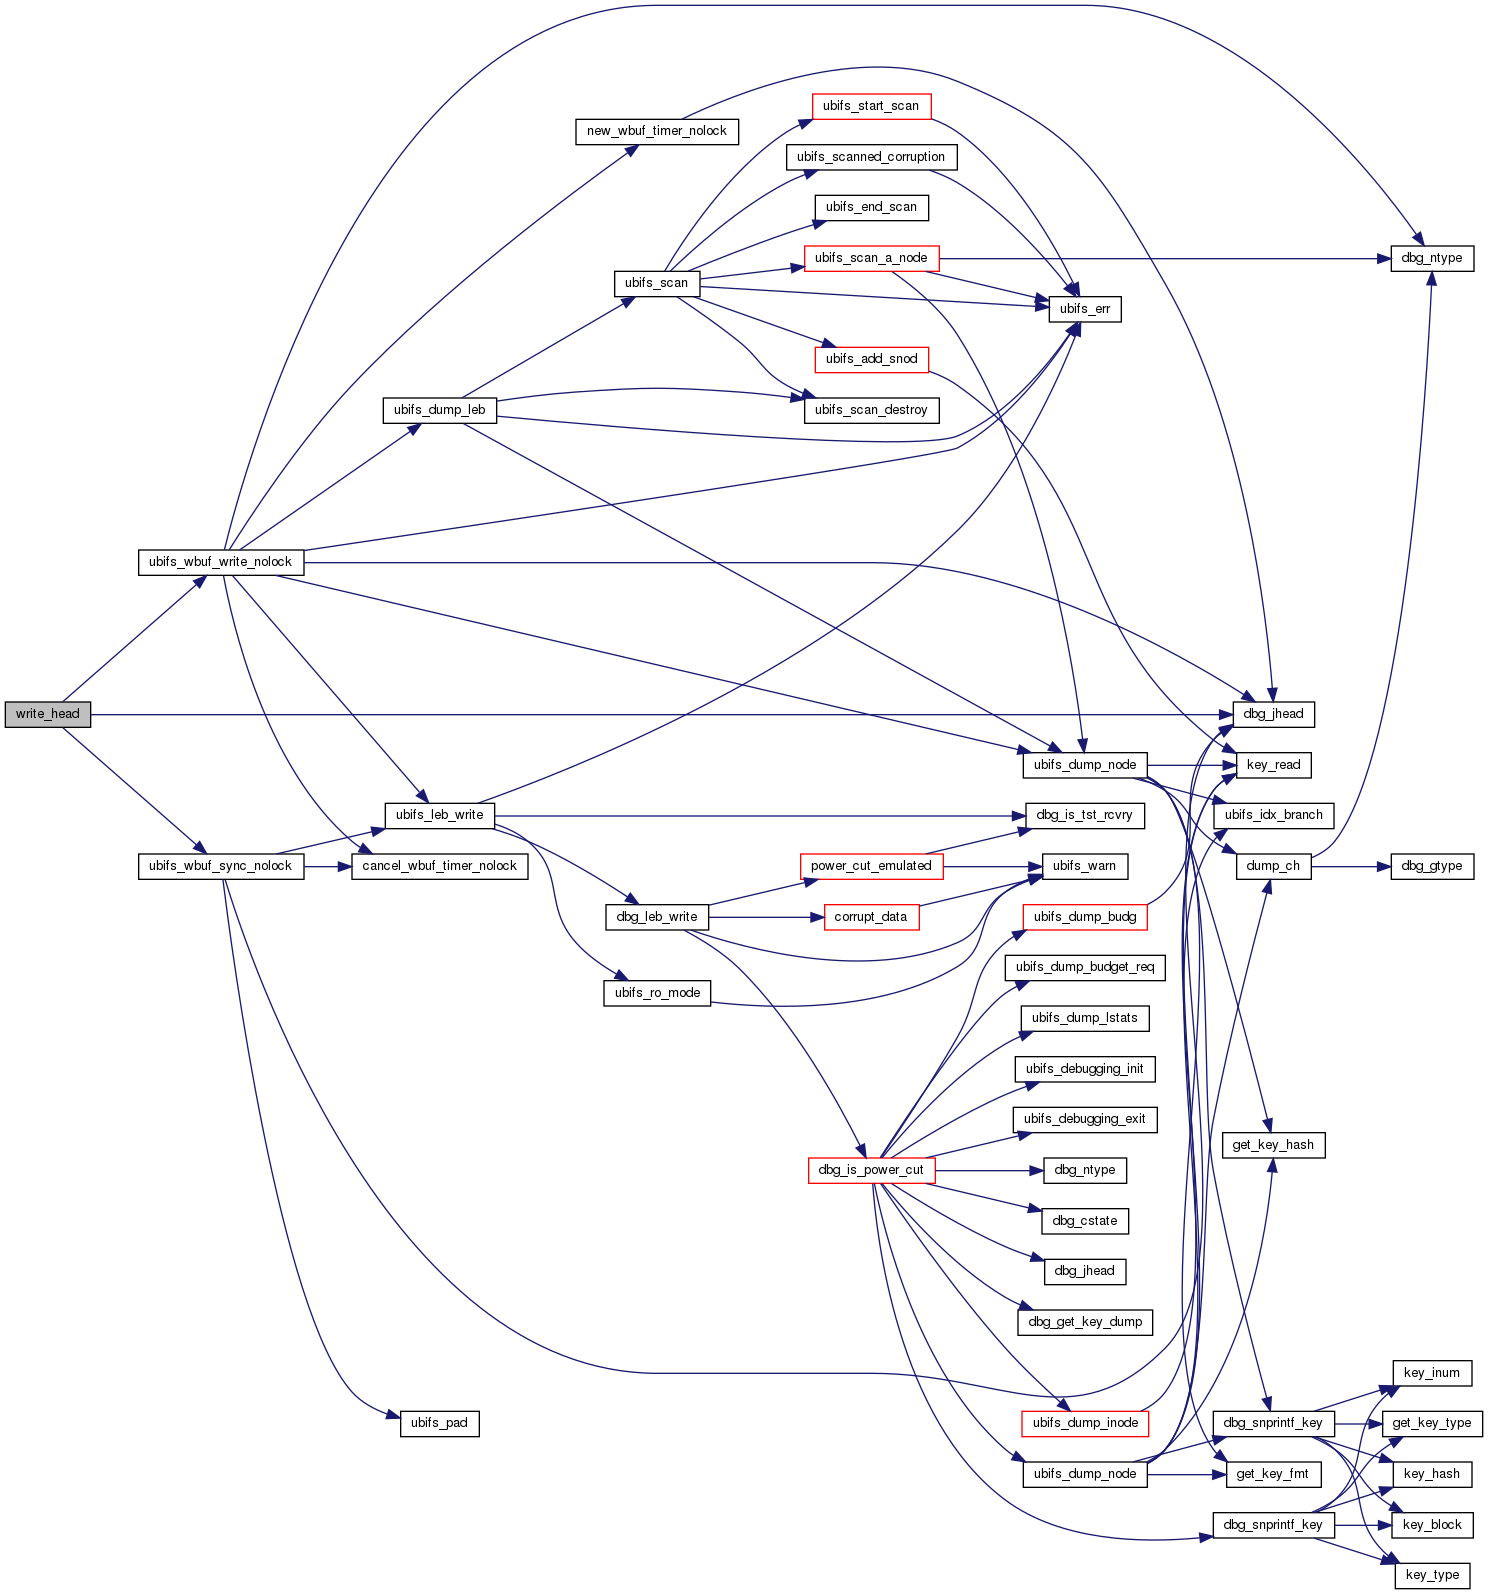 write_head
ubifs_wbuf_write_nolock
ubifs_wbuf_sync_nolock
ubifs_dump_leb
ubifs_leb_write
cancel_wbuf_timer_nolock
ubifs_pad
new_wbuf_timer_nolock
ubifs_scan
dbg_leb_write
ubifs_ro_mode
ubifs_start_scan
ubifs_scanned_corruption
ubifs_end_scan
ubifs_scan_a_node
ubifs_add_snod
ubifs_scan_destroy
power_cut_emulated
corrupt_data
dbg_is_power_cut
ubifs_err
ubifs_dump_node
dbg_is_tst_rcvry
ubifs_warn
ubifs_dump_budg
ubifs_dump_budget_req
ubifs_dump_lstats
ubifs_debugging_init
ubifs_debugging_exit
dbg_ntype
dbg_cstate
dbg_jhead
dbg_get_key_dump
ubifs_dump_inode
ubifs_dump_node
dbg_jhead
key_read
ubifs_idx_branch
dump_ch
get_key_hash
dbg_snprintf_key
get_key_fmt
dbg_snprintf_key
dbg_ntype
dbg_gtype
key_inum
get_key_type
key_hash
key_block
key_type